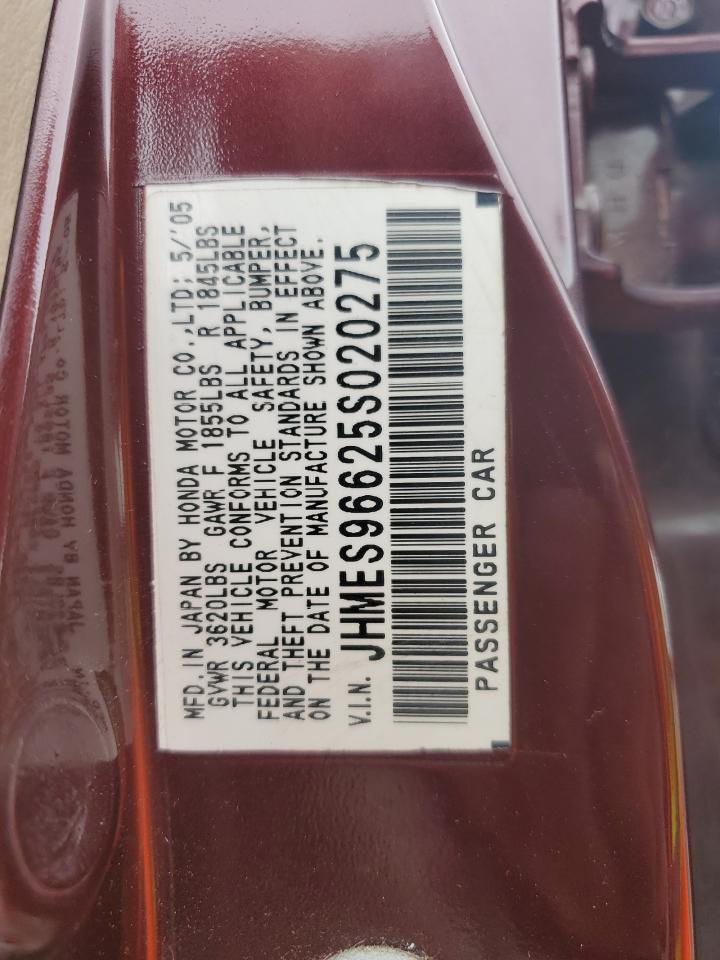 MFD. IN JAPAN BY HONDA MOTOR CO.,LTD; 5/'05
GVWR 3620LBS GAWR F 1855LBS R 1845LBS
THIS VEHICLE CONFORMS TO ALL APPLICABLE
FEDERAL MOTOR VEHICLE SAFETY, BUMPER,
AND THEFT PREVENTION STANDARDS IN EFFECT
ON THE DATE OF MANUFACTURE SHOWN ABOVE.
V.I.N. JHMES96625S020275
PASSENGER CAR